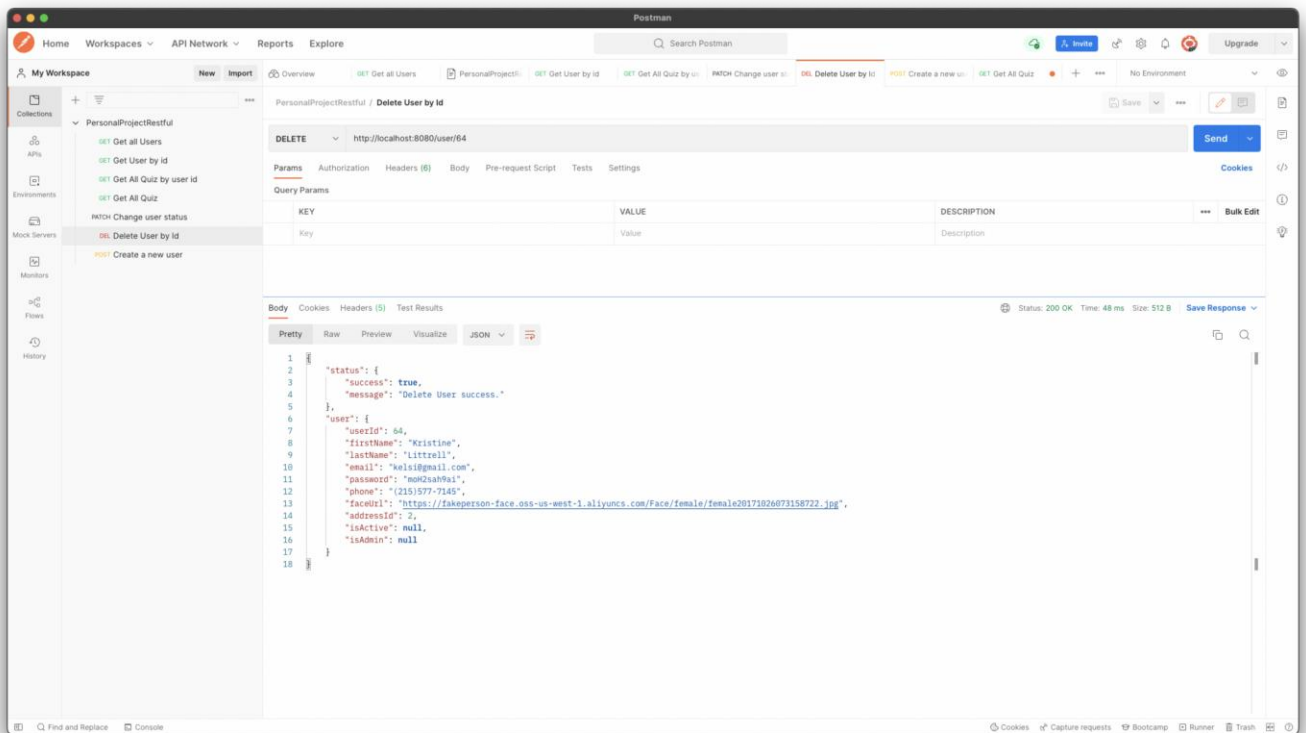 Postman
Home Workspaces API Network Reports Explore Search Postman Invite Upgrade
My Workspace New Import
Overview GET Get all Users PersonalProjectR GET Get User by id GET Get All Quiz by us PATCH Change user st DEL Delete User by Id POST Create a new us GET Get All Quiz No Environment
Collections
APIs
Environments
Mock Servers
Monitors
Flows
History
PersonalProjectRestful
GET Get all Users
GET Get User by id
GET Get All Quiz by user id
GET Get All Quiz
PATCH Change user status
DEL Delete User by Id
POST Create a new user
PersonalProjectRestful / Delete User by Id Save
DELETE http://localhost:8080/user/64 Send
Params Authorization Headers (6) Body Pre-request Script Tests Settings Cookies
Query Params
KEY VALUE DESCRIPTION Bulk Edit
Key Value Description
Body Cookies Headers (5) Test Results Status: 200 OK Time: 48 ms Size: 512 B Save Response
Pretty Raw Preview Visualize JSON
1 {
2 "status": {
3 "success": true,
4 "message": "Delete User success."
5 },
6 "user": {
7 "userId": 64,
8 "firstName": "Kristine",
9 "lastName": "Littrell",
10 "email": "kelsi@gmail.com",
11 "password": "moH2sah9ai",
12 "phone": "(215)577-7145",
13 "faceUrl": "https://fakeperson-face.oss-us-west-1.aliyuncs.com/Face/female/female20171026073158722.jpg",
14 "addressId": 2,
15 "isActive": null,
16 "isAdmin": null
17 }
18 }
Find and Replace Console Cookies Capture requests Bootcamp Runner Trash